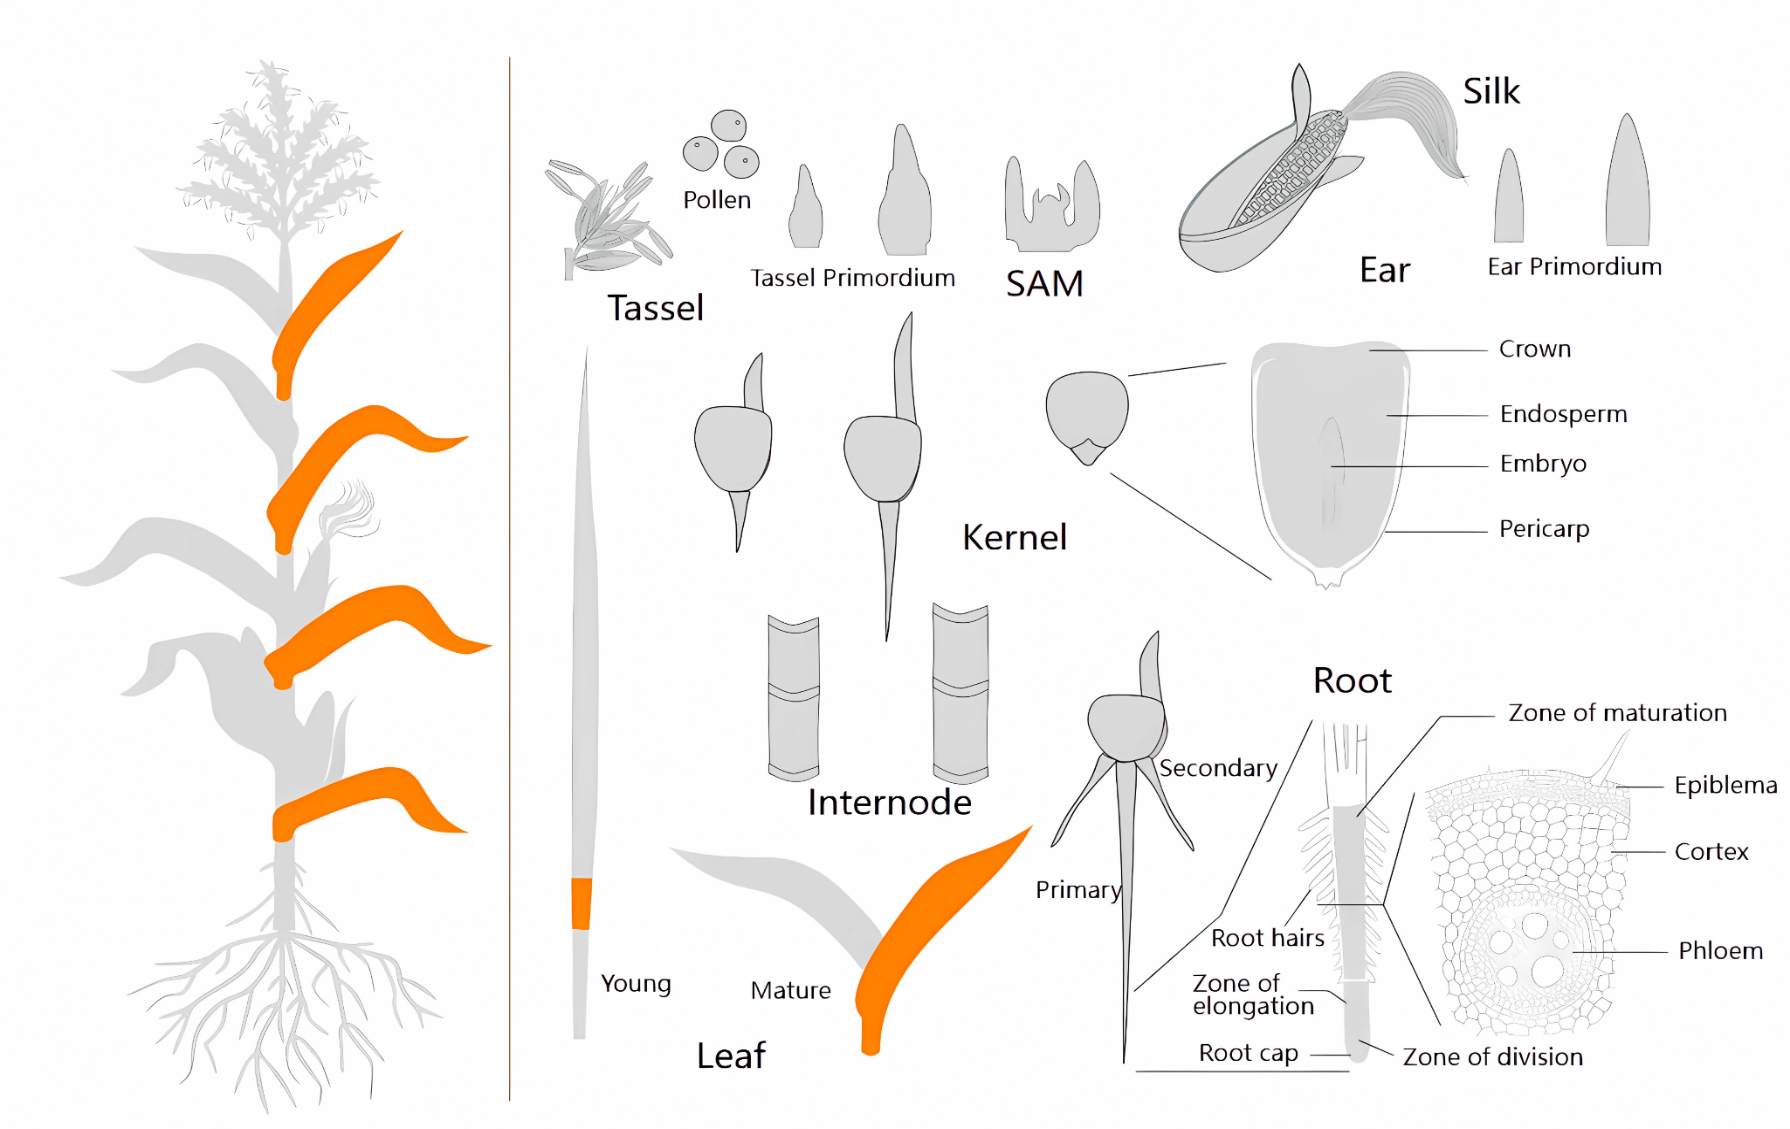 Silk
Pollen
Tassel Primordium
Tassel
SAM
Ear
Ear Primordium
Crown
Endosperm
Embryo
Pericarp
Kernel
Internode
Root
Zone of maturation
Secondary
Epiblema
Cortex
Primary
Root hairs
Phloem
Young
Mature
Zone of
elongation
Leaf
Root cap
Zone of division